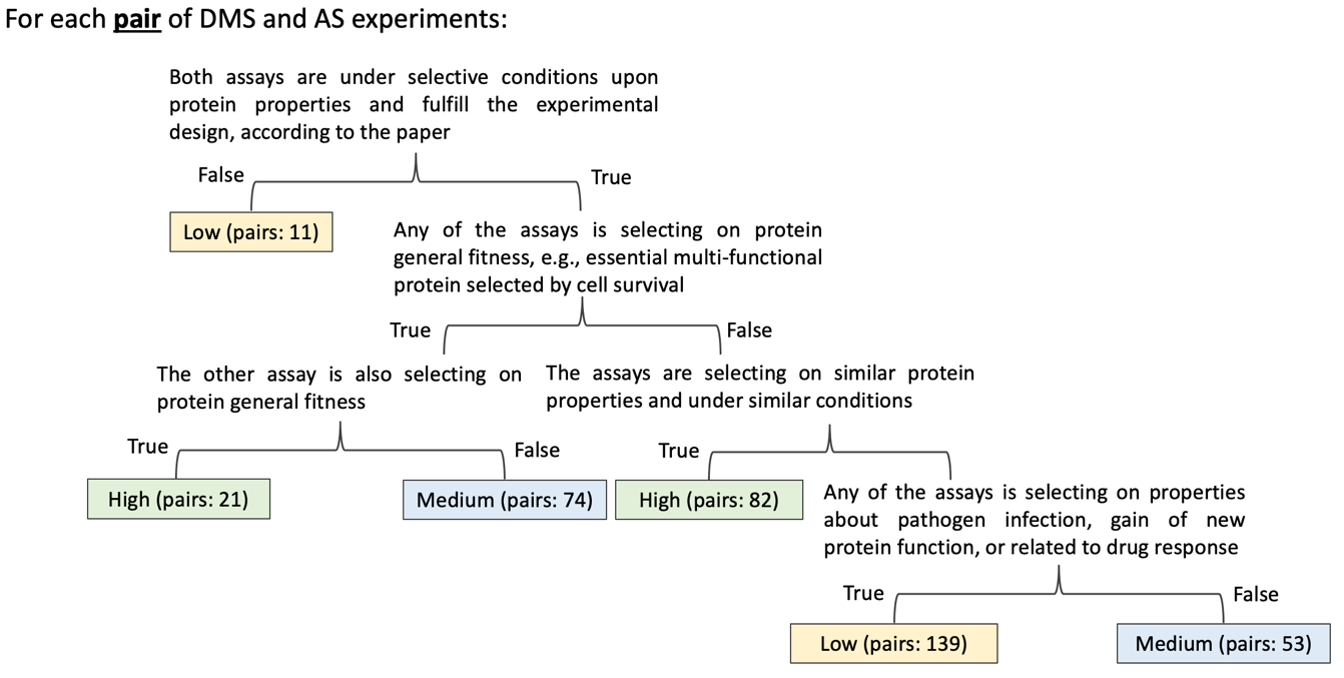 For each pair of DMS and AS experiments:
Both assays are under selective conditions upon
protein properties and fulfill the experimental
design, according to the paper
False
True
Low (pairs: 11)
Any of the assays is selecting on protein
general fitness, e.g., essential multi-functional
protein selected by cell survival
True
False
The other assay is also selecting on
protein general fitness
The assays are selecting on similar protein
properties and under similar conditions
True
False
True
High (pairs: 21)
Medium (pairs: 74)
High (pairs: 82)
Any of the assays is selecting on properties
about pathogen infection, gain of new
protein function, or related to drug response
True
False
Low (pairs: 139)
Medium (pairs: 53)